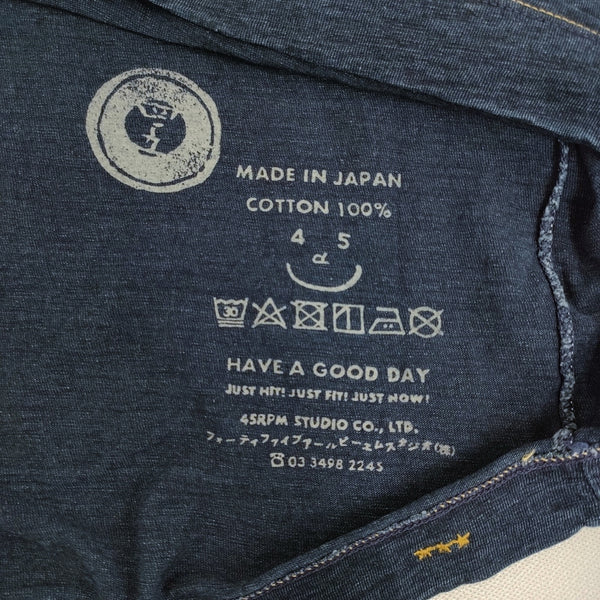 MADE IN JAPAN
COTTON 100%
4 5
d
30
HAVE A GOOD DAY
JUST HIT! JUST FIT! JUST NOW!
45RPM STUDIO CO., LTD.
フォーティファイブアールピーエムスタジオ(株)
☎03 3498 2245